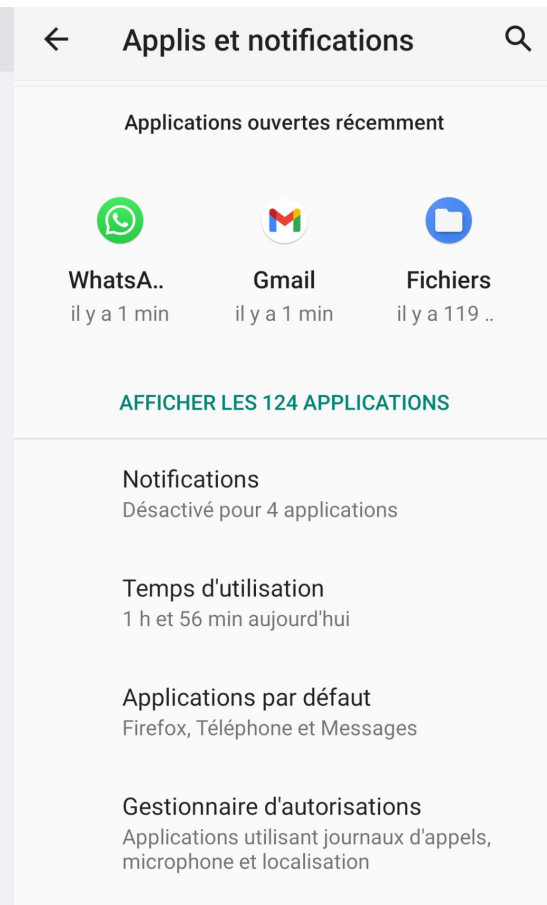 Applis et notifications
Applications ouvertes récemment
WhatsA.. Gmail Fichiers
il y a 1 min il y a 1 min il y a 119 ..
AFFICHER LES 124 APPLICATIONS
Notifications
Désactivé pour 4 applications
Temps d'utilisation
1 h et 56 min aujourd'hui
Applications par défaut
Firefox, Téléphone et Messages
Gestionnaire d'autorisations
Applications utilisant journaux d'appels,
microphone et localisation